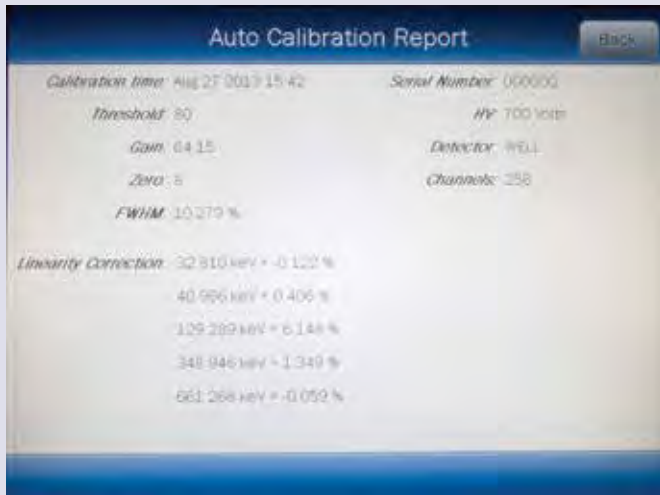 Auto Calibration Report
Back
Calibration time: Aug 27 2013 15:42
Serial Number: 000000
Threshold: 80
HV: 700 Volts
Gain: 64.15
Detector: WELL
Zero: 8
Channels: 256
FWHM: 10.279 %
Linearity Correction: 32.810 keV = -0.122 %
40.966 keV = 0.406 %
129.289 keV = 6.144 %
348.946 keV = 1.349 %
661.268 keV = -0.059 %